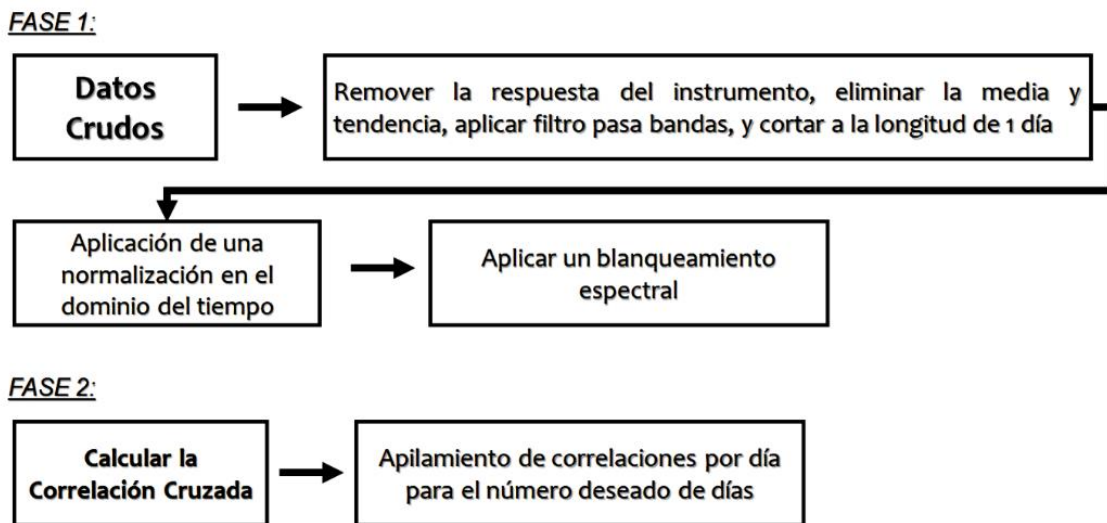 FASE 1:
Datos
Crudos
Remover la respuesta del instrumento, eliminar la media y
tendencia, aplicar filtro pasa bandas, y cortar a la longitud de 1 día
Aplicación de una
normalización en el
dominio del tiempo
Aplicar un blanqueamiento
espectral
FASE 2:
Calcular la
Correlación Cruzada
Apilamiento de correlaciones por día
para el número deseado de días